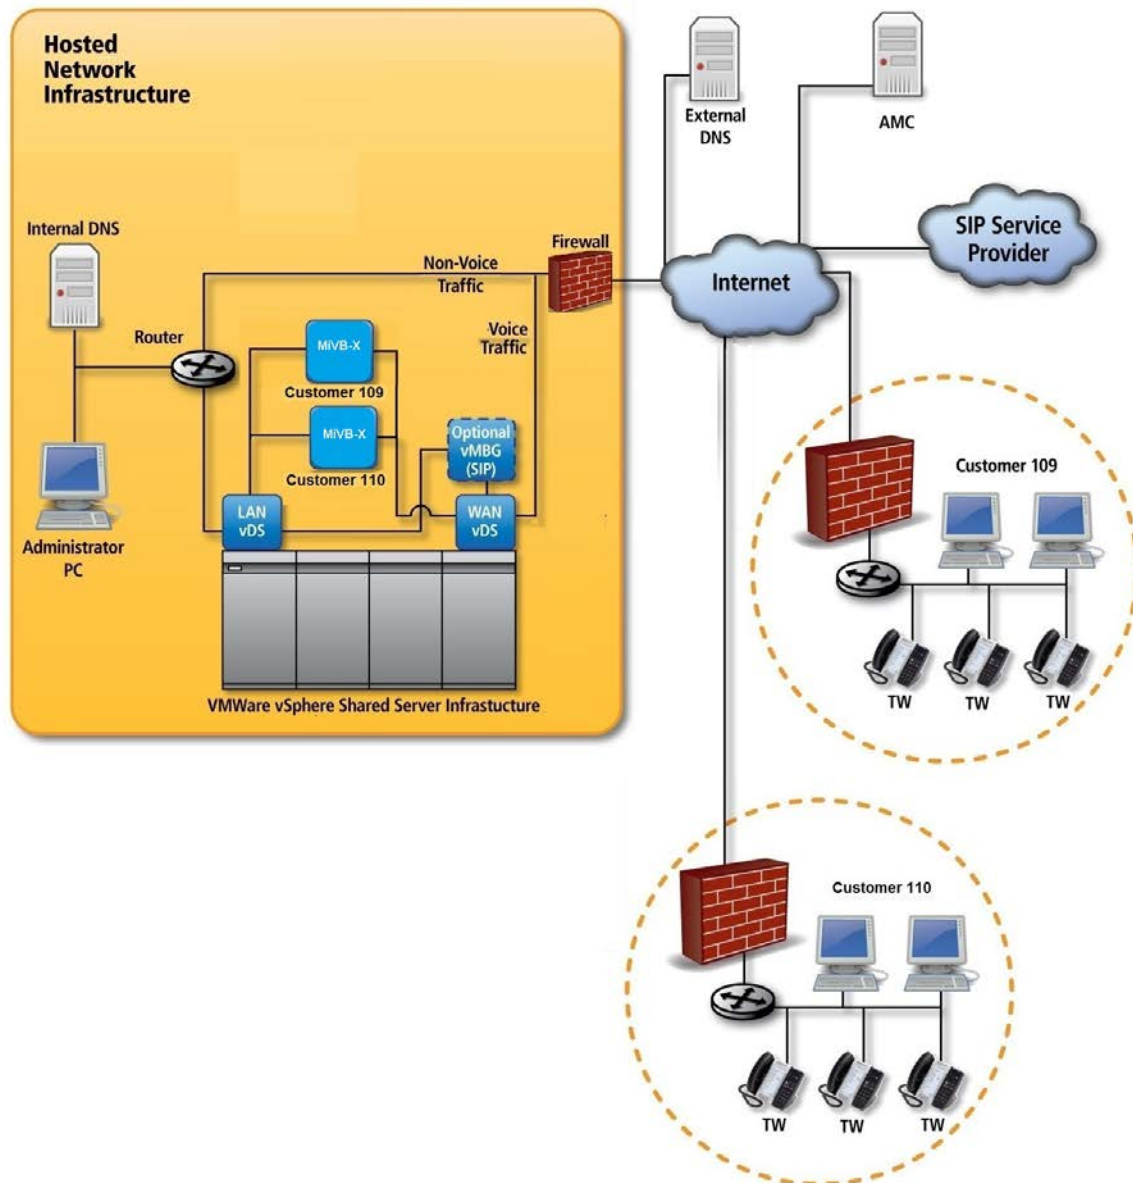 Hosted
Network
Infrastructure
External
DNS
AMC
SIP Service
Provider
Internet
Internal DNS
Firewall
Non-Voice
Traffic
Voice
Traffic
Router
MiVB-X
Customer 109
MiVB-X
Customer 110
Optional
vMBG
(SIP)
LAN
vDS
WAN
vDS
Administrator
PC
VMWare vSphere Shared Server Infrastucture
Customer 109
TW
TW
TW
Customer 110
TW
TW
TW